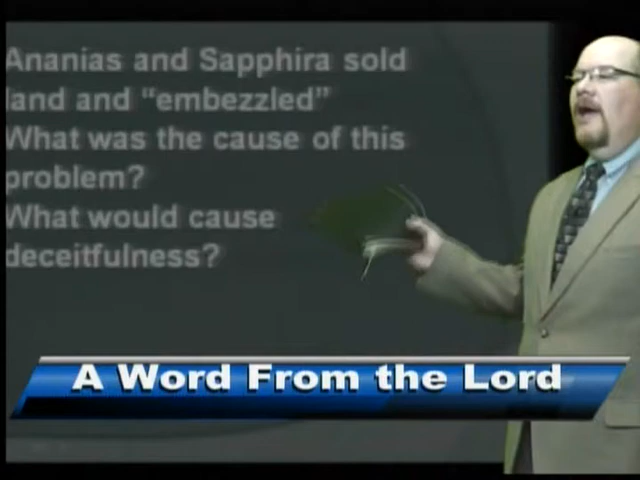 Ananias and Sapphira sold
land and “embezzled”
What was the cause of this
problem?
What would cause
deceitfulness?
A Word From the Lord